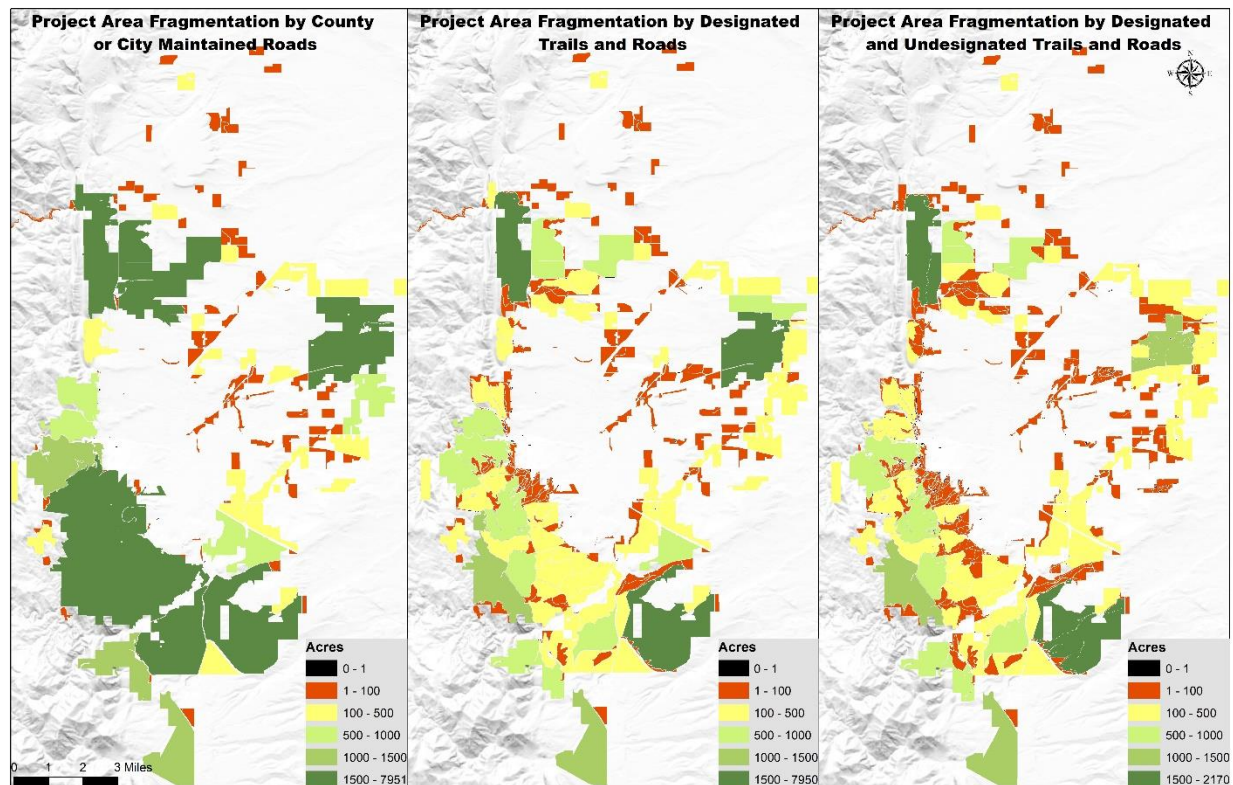 Project Area Fragmentation by County
or City Maintained Roads
Project Area Fragmentation by Designated
Trails and Roads
Project Area Fragmentation by Designated
and Undesignated Trails and Roads
N
W E
S
Acres
0 - 1
1 - 100
100 - 500
500 - 1000
1000 - 1500
1500 - 7951
0 1 2 3 Miles
Acres
0 - 1
1 - 100
100 - 500
500 - 1000
1000 - 1500
1500 - 7950
Acres
0 - 1
1 - 100
100 - 500
500 - 1000
1000 - 1500
1500 - 2170